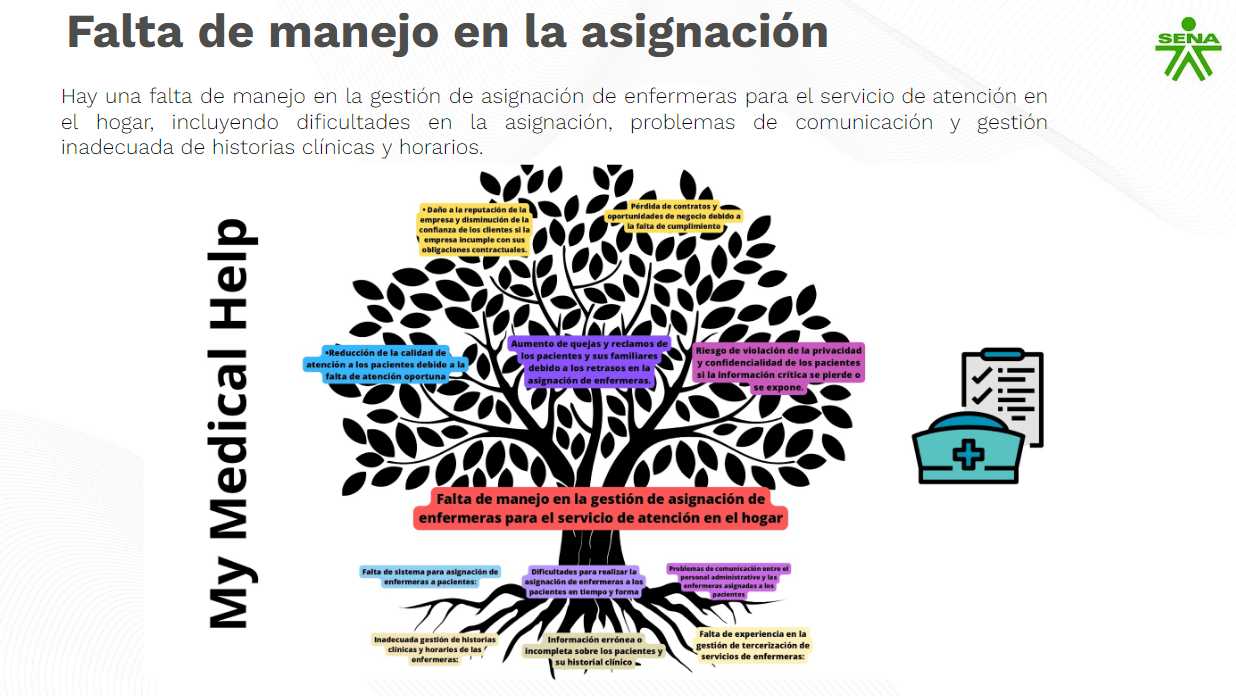 Falta de manejo en la asignación
SENA
Hay una falta de manejo en la gestión de asignación de enfermeras para el servicio de atención en
el hogar, incluyendo dificultades en la asignación, problemas de comunicación y gestión
inadecuada de historias clínicas y horarios.
My Medical Help
• Daño a la reputación de la
empresa y disminución de la
confianza de los clientes si la
empresa incumple con sus
obligaciones contractuales.
Pérdida de contratos y
oportunidades de negocio debido a
la falta de cumplimiento
•Reducción de la calidad de
atención a los pacientes debido a la
falta de atención oportuna
Aumento de quejas y reclamos de
los pacientes y sus familiares
debido a los retrasos en la
asignación de enfermeras.
Riesgo de violación de la privacidad
y confidencialidad de los pacientes
si la información crítica se pierde o
se expone.
Falta de manejo en la gestión de asignación de
enfermeras para el servicio de atención en el hogar
Falta de sistema para asignación de
enfermeras a pacientes:
Dificultades para realizar la
asignación de enfermeras a los
pacientes en tiempo y forma
Problemas de comunicación entre el
personal administrativo y las
enfermeras asignadas a los
pacientes
Inadecuada gestión de historias
clínicas y horarios de las
enfermeras:
Información errónea o
incompleta sobre los pacientes y
su historial clínico
Falta de experiencia en la
gestión de tercerización de
servicios de enfermeras: